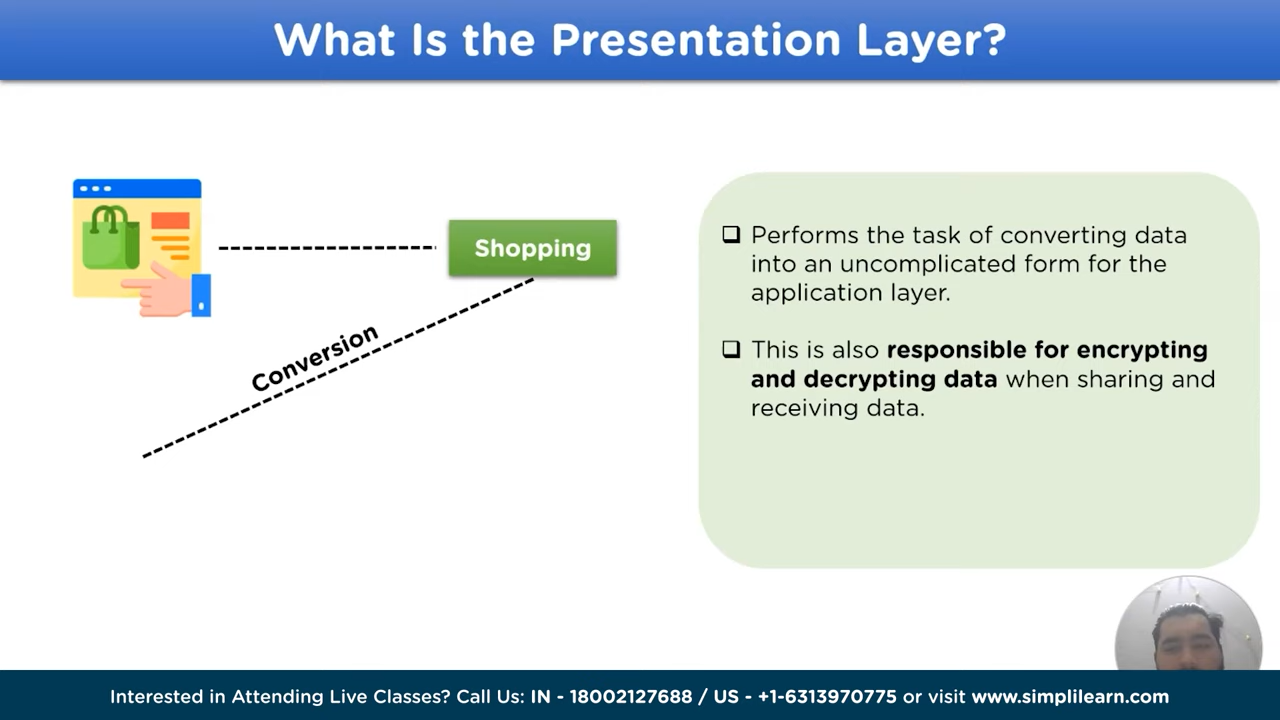 What Is the Presentation Layer?
Shopping
Conversion
❑ Performs the task of converting data
into an uncomplicated form for the
application layer.
❑ This is also responsible for encrypting
and decrypting data when sharing and
receiving data.
Interested in Attending Live Classes? Call Us: IN - 18002127688 / US - +1-6313970775 or visit www.simplilearn.com